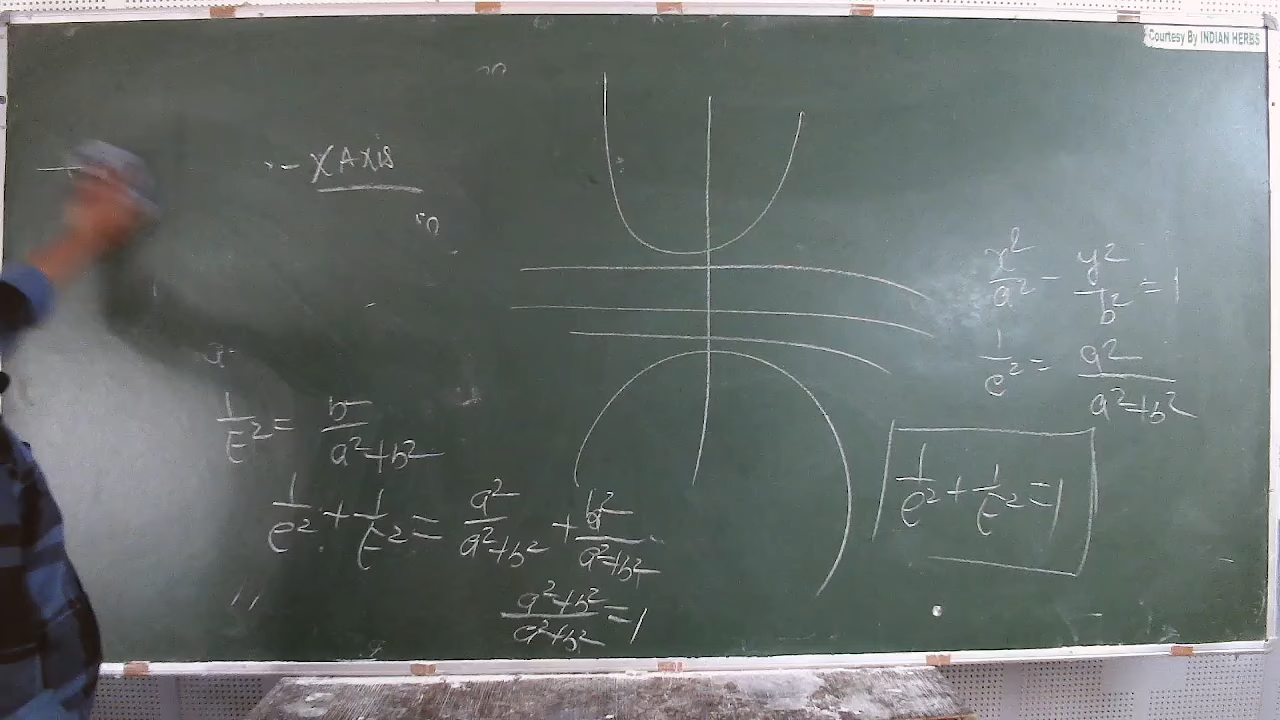 Courtesy By INDIAN HERBS
X AXIS
x²/a² - y²/b² = 1
1/e² = a²/a²+b²
1/E² = b²/a²+b²
1/e² + 1/E² = a²/a²+b² + b²/a²+b²
a²+b²/a²+b² = 1
1/e² + 1/E² = 1